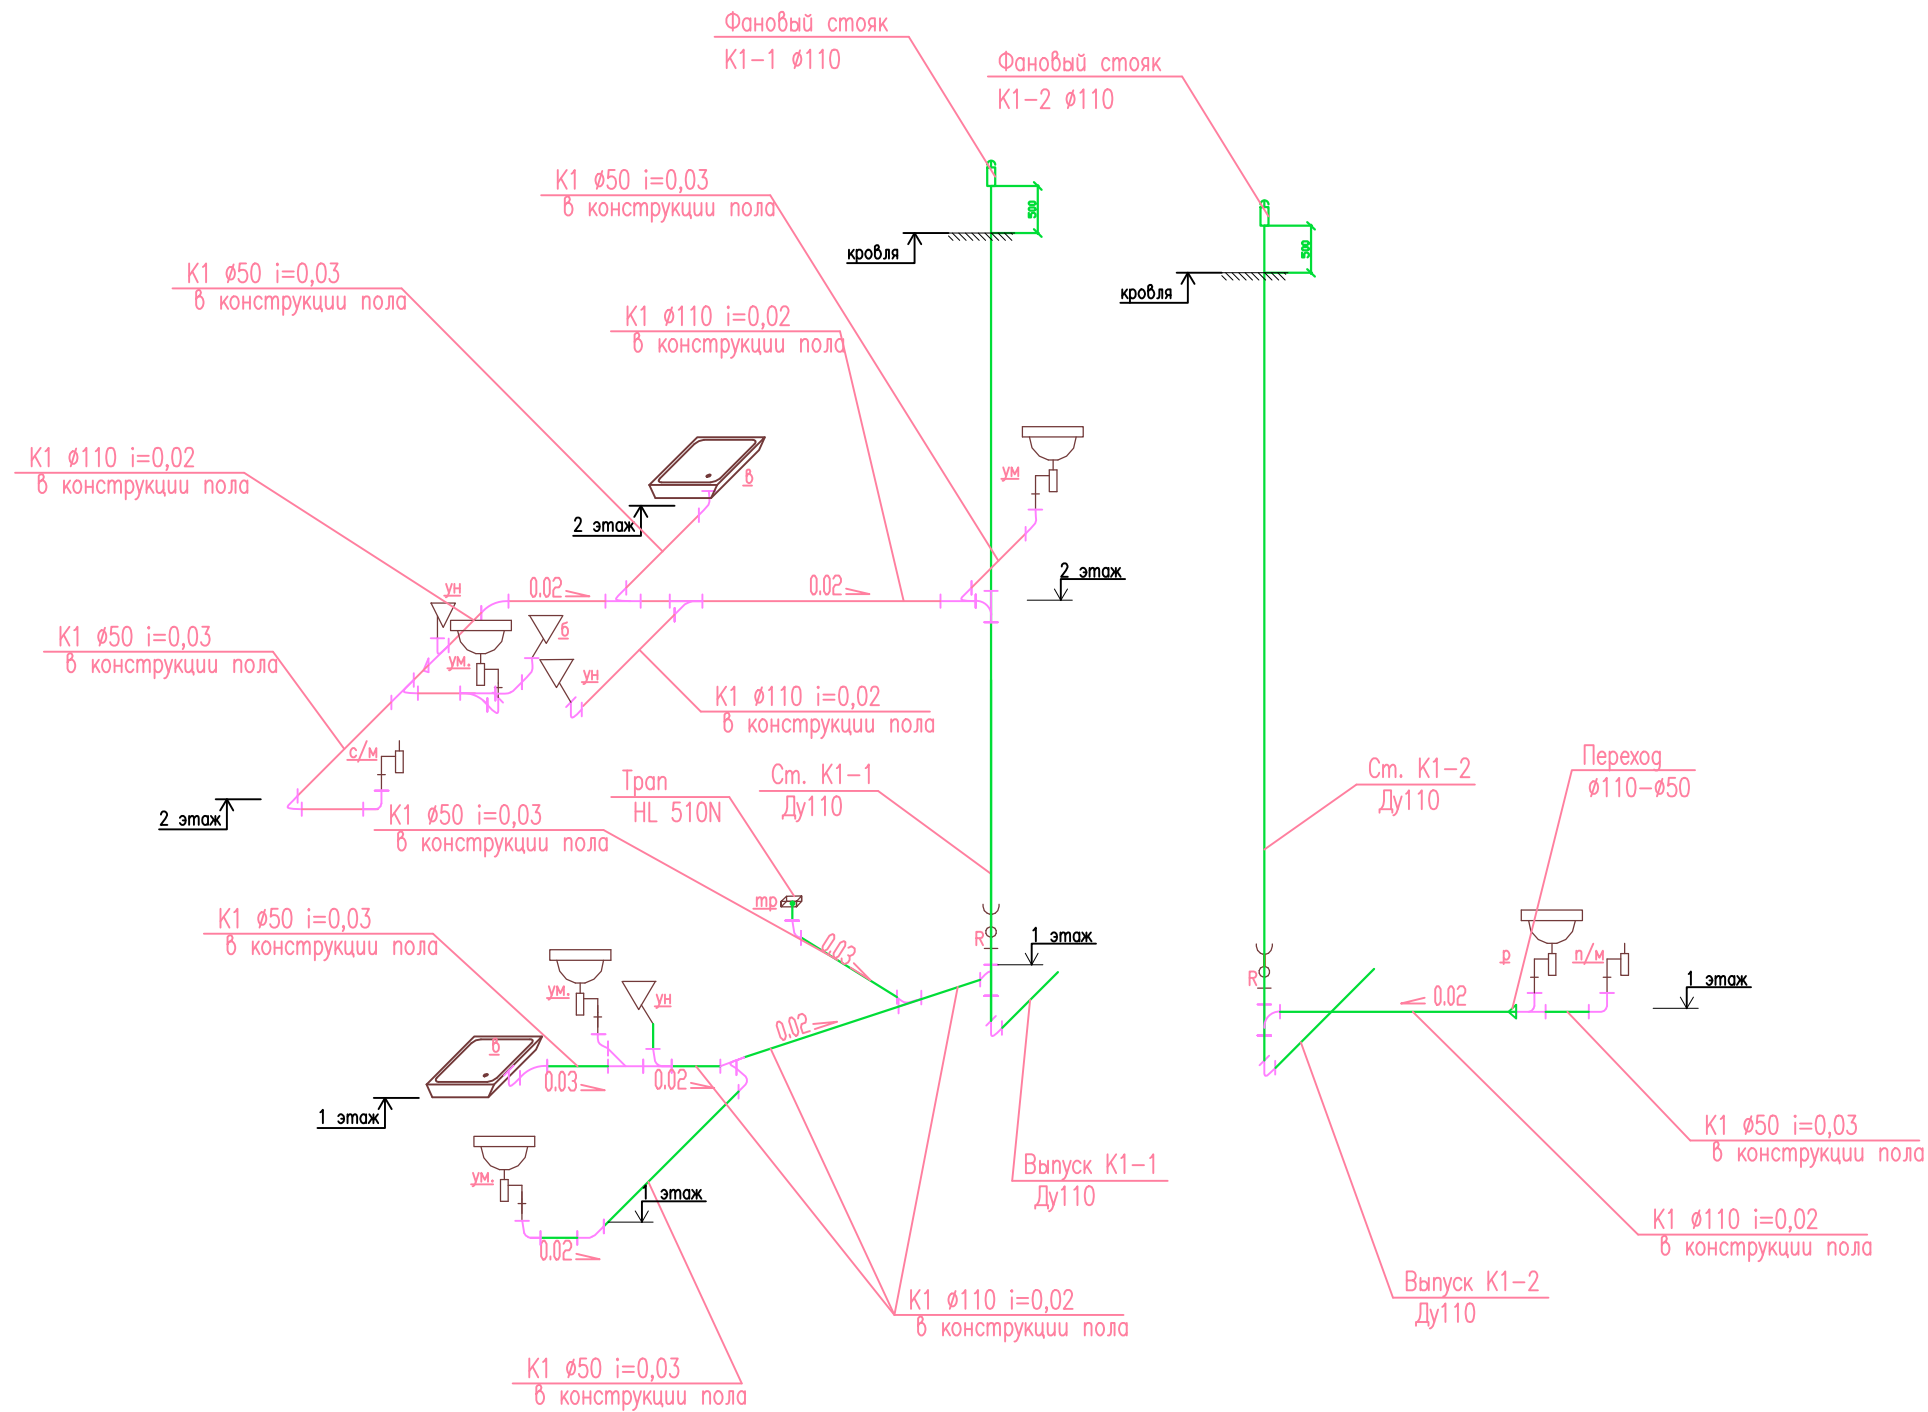 Фановый стояк
К1-1 ø110
Фановый стояк
К1-2 ø110
К1 ø50 i=0,03
в конструкции пола
500
кровля
500
кровля
К1 ø50 i=0,03
в конструкции пола
К1 ø110 i=0,02
в конструкции пола
К1 ø110 i=0,02
в конструкции пола
в
ум
2 этаж
2 этаж
0.02
0.02
ун
К1 ø50 i=0,03
в конструкции пола
б
ум.
ун
К1 ø110 i=0,02
в конструкции пола
с/м
2 этаж
Трап
HL 510N
Ст. К1-1
Ду110
Ст. К1-2
Ду110
Переход
ø110-ø50
К1 ø50 i=0,03
в конструкции пола
тр
0.03
К1 ø50 i=0,03
в конструкции пола
R
1 этаж
R
р
п/м
1 этаж
0.02
ум.
ун
0.02
в
0.03
0.02
1 этаж
К1 ø50 i=0,03
в конструкции пола
ум.
1 этаж
Выпуск К1-1
Ду110
К1 ø110 i=0,02
в конструкции пола
0.02
Выпуск К1-2
Ду110
К1 ø110 i=0,02
в конструкции пола
К1 ø50 i=0,03
в конструкции пола